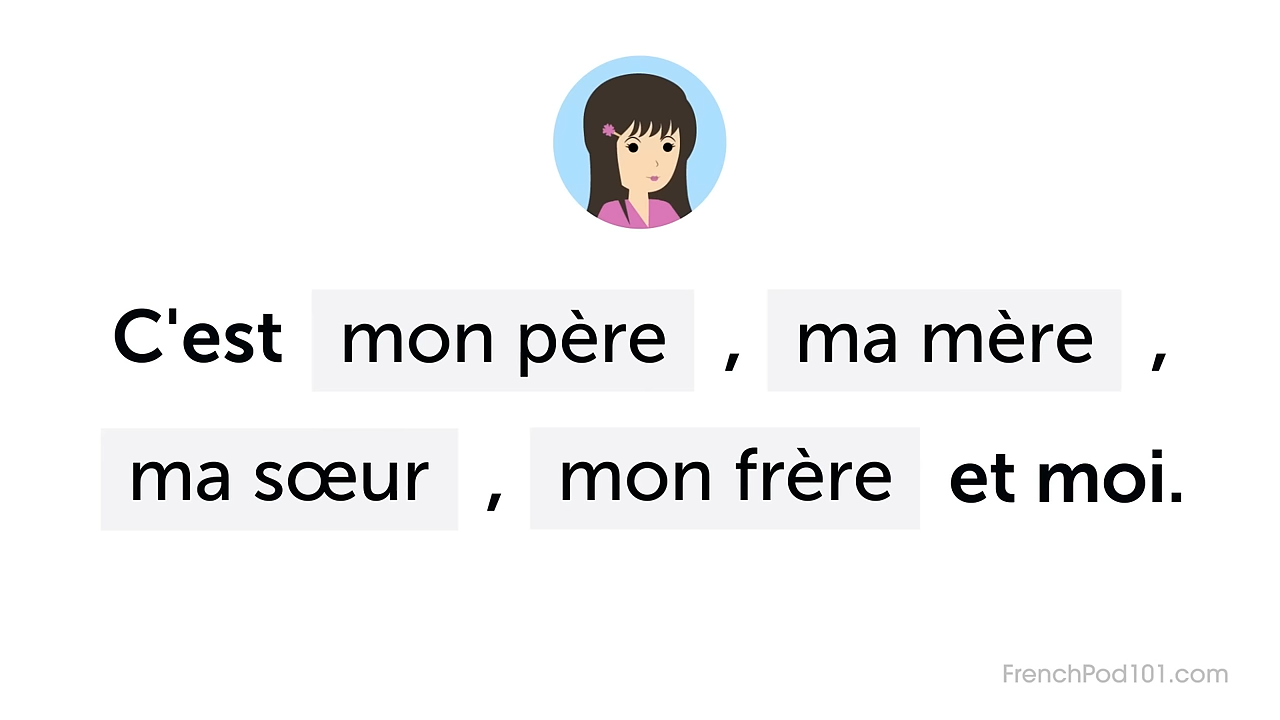 C'est mon père , ma mère ,
ma sœur , mon frère et moi.
FrenchPod101.com